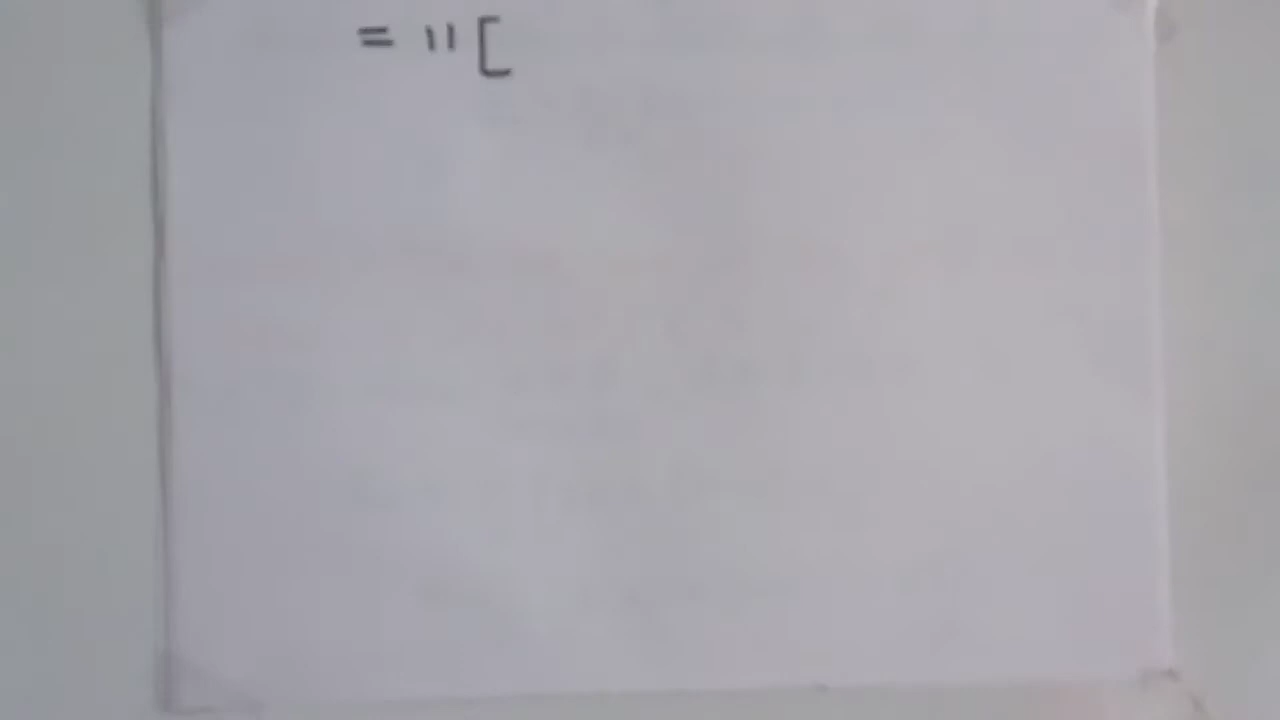 = 11 [